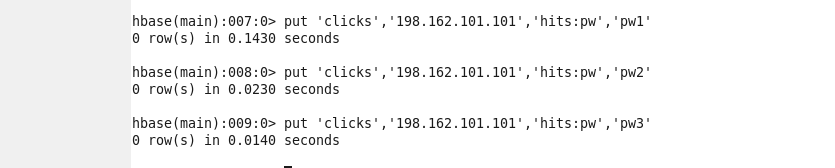 hbase(main):007:0> put 'clicks','198.162.101.101','hits:pw','pw1'
0 row(s) in 0.1430 seconds
hbase(main):008:0> put 'clicks','198.162.101.101','hits:pw','pw2'
0 row(s) in 0.0230 seconds
hbase(main):009:0> put 'clicks','198.162.101.101','hits:pw','pw3'
0 row(s) in 0.0140 seconds